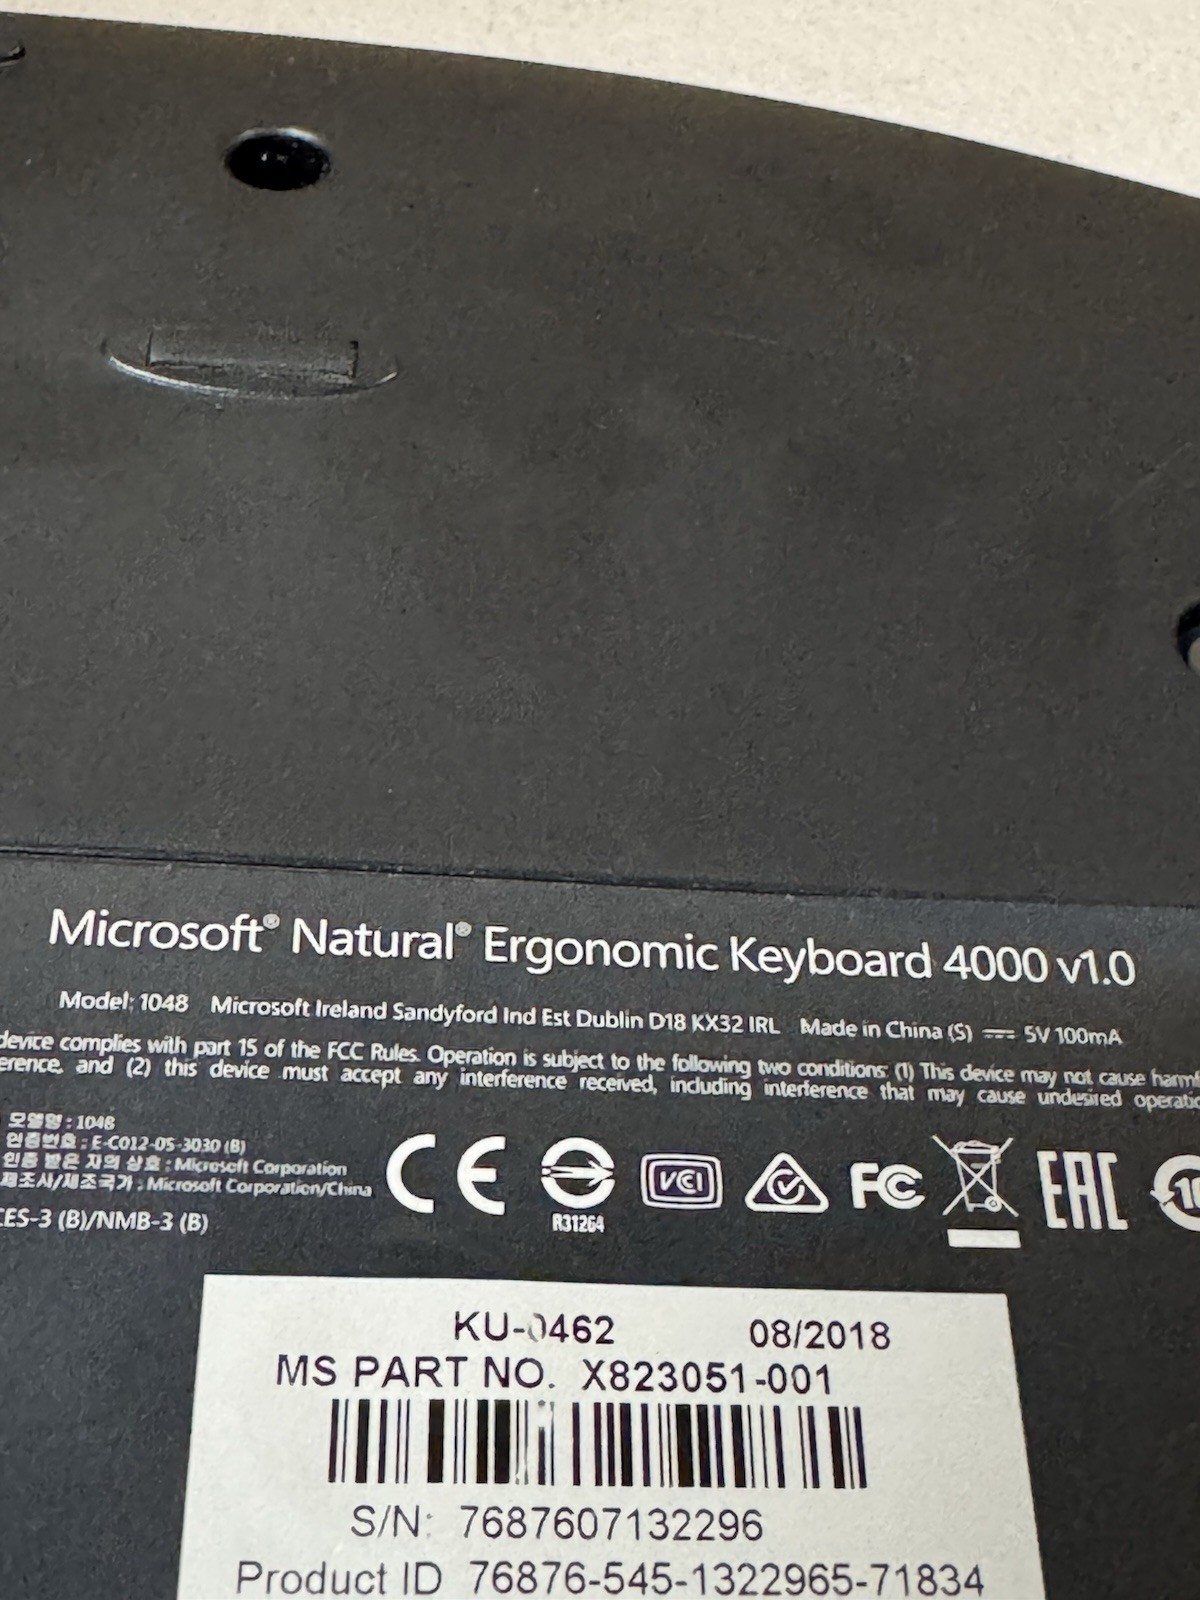 Microsoft® Natural® Ergonomic Keyboard 4000 v1.0
Model: 1048 Microsoft Ireland Sandyford Ind Est Dublin D18 KX32 IRL Made in China (S) ⎓ 5V 100mA
device complies with part 15 of the FCC Rules. Operation is subject to the following two conditions: (1) This device may not cause harmf
erence, and (2) this device must accept any interference received, including interference that may cause undesired operatio
모델명 : 1048
인증번호 : E-C012-05-3030 (B)
인증 받은 자의 상호 : Microsoft Corporation
제조사/제조국가 : Microsoft Corporation/China
CES-3 (B)/NMB-3 (B)
CE R31264 VCI FC EAC 10
KU-0462 08/2018
MS PART NO. X823051-001
S/N: 7687607132296
Product ID 76876-545-1322965-71834